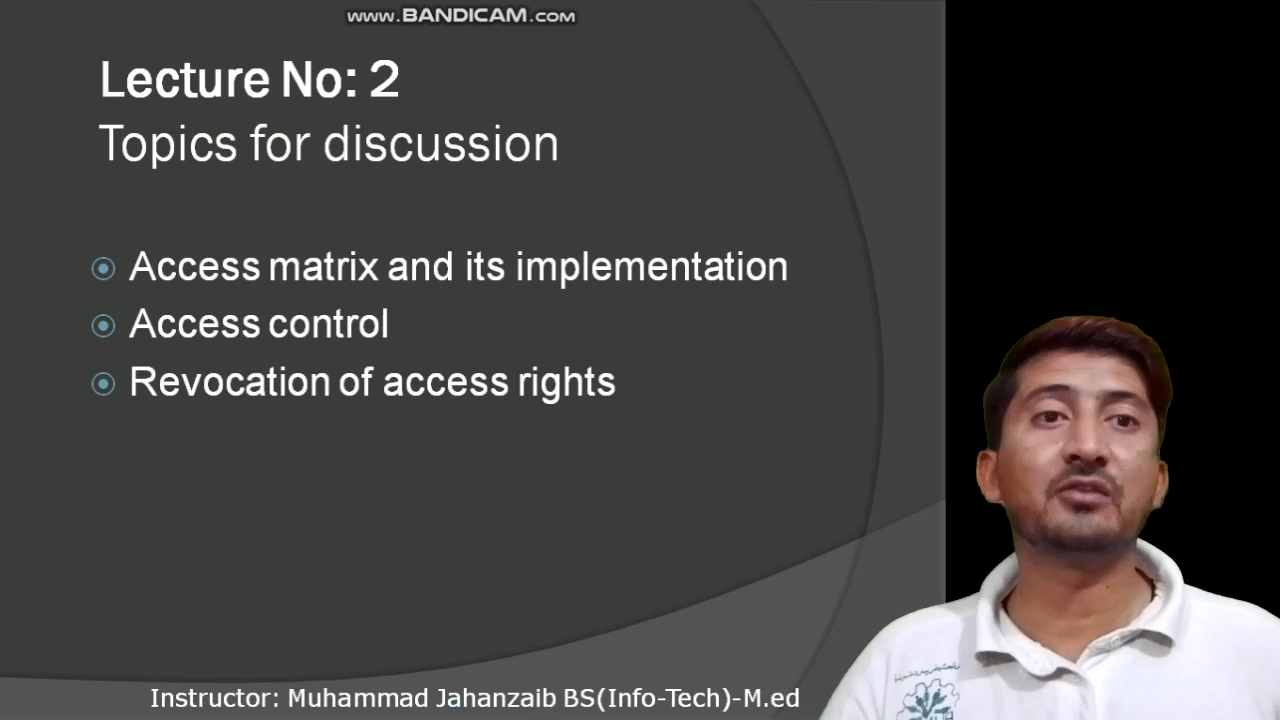 www.BANDICAM.com
Lecture No: 2
Topics for discussion
Access matrix and its implementation
Access control
Revocation of access rights
Instructor: Muhammad Jahanzaib BS(Info-Tech)-M.ed